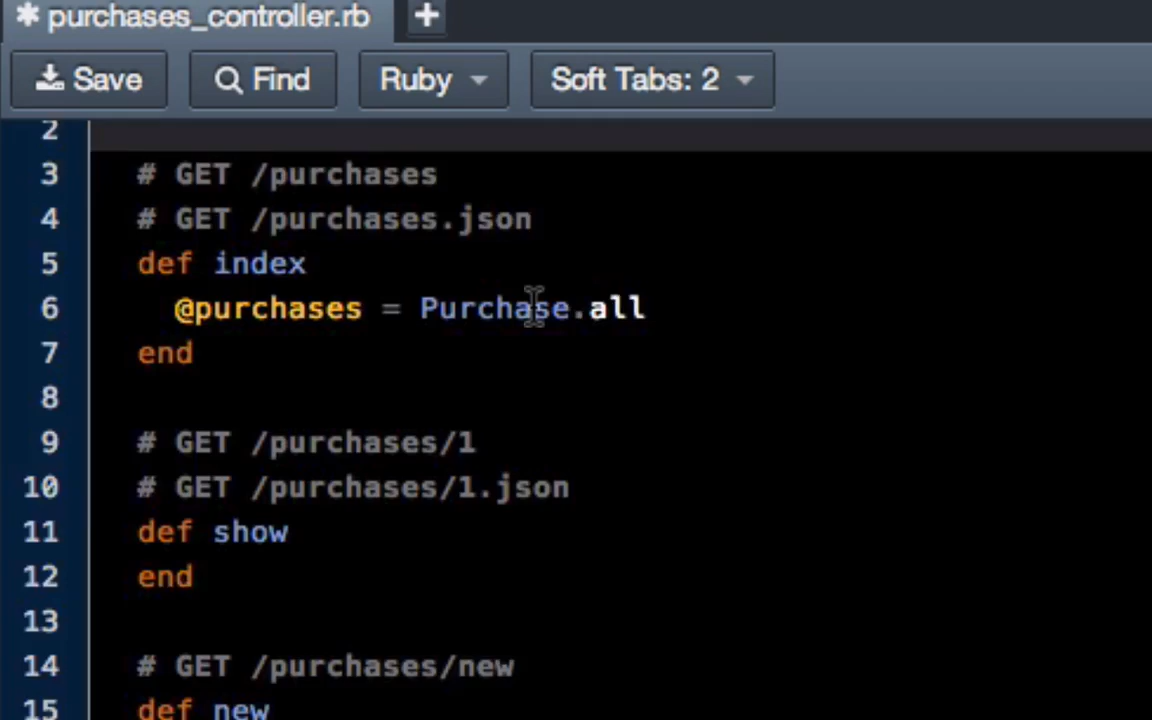 * purchases_controller.rb +
Save Find Ruby Soft Tabs: 2
2
3 # GET /purchases
4 # GET /purchases.json
5 def index
6 @purchases = Purchase.all
7 end
8
9 # GET /purchases/1
10 # GET /purchases/1.json
11 def show
12 end
13
14 # GET /purchases/new
15 def new